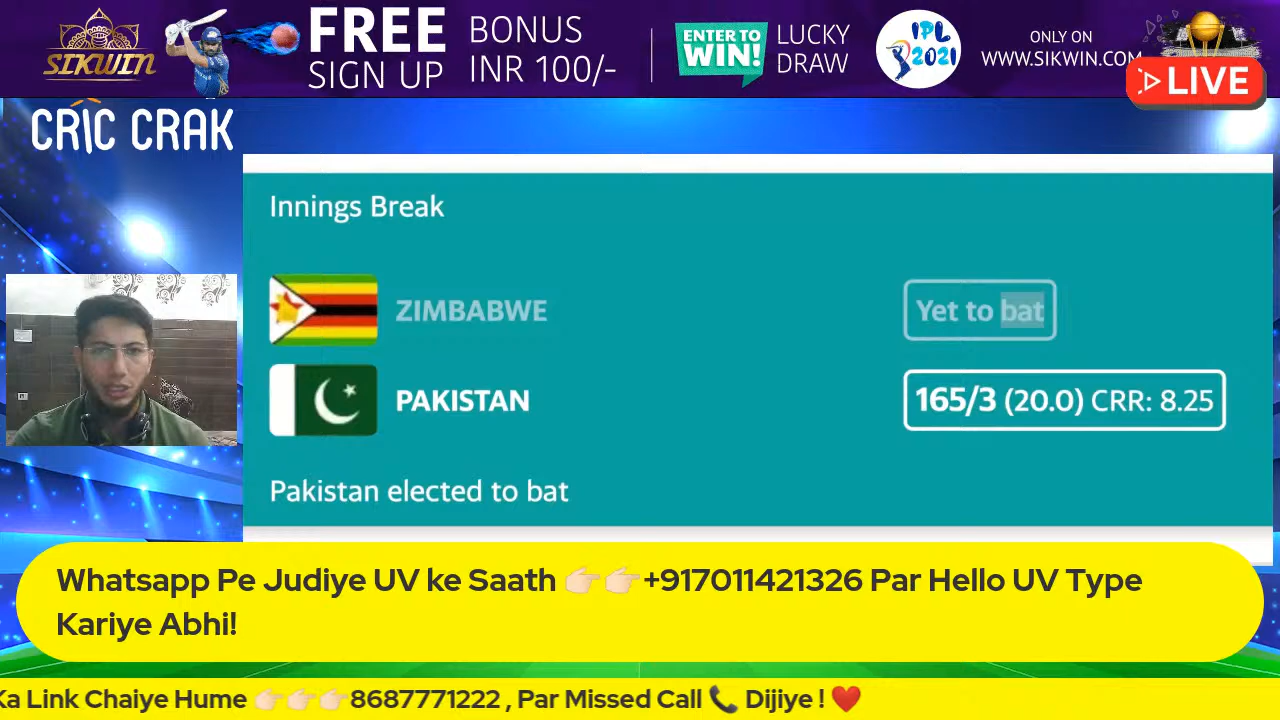 SIKWIN
FREE
SIGN UP
BONUS
INR 100/-
ENTER TO
WIN!
LUCKY
DRAW
IPL
2021
ONLY ON
WWW.SIKWIN.COM
LIVE
CRIC CRAK
Innings Break
ZIMBABWE
Yet to bat
PAKISTAN
165/3 (20.0) CRR: 8.25
Pakistan elected to bat
Whatsapp Pe Judiye UV ke Saath 👉🏻👉🏻+917011421326 Par Hello UV Type
Kariye Abhi!
Ka Link Chaiye Hume 👉🏻👉🏻👉🏻8687771222 , Par Missed Call 📞 Dijiye ! ❤️